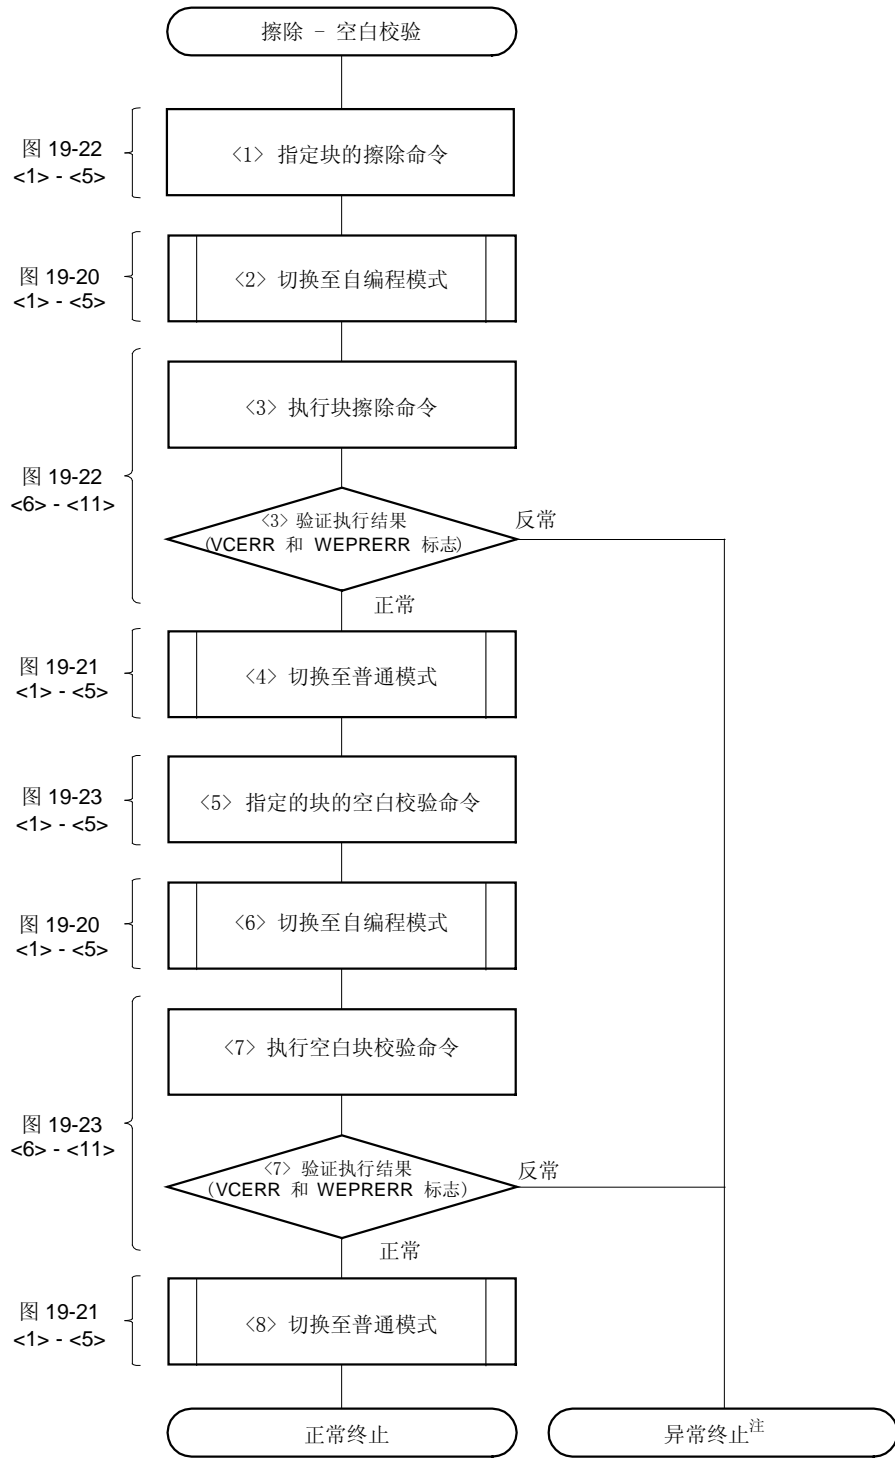 擦除 - 空白校验
图 19-22
<1> - <5>
<1> 指定块的擦除命令
图 19-20
<1> - <5>
<2> 切换至自编程模式
<3> 执行块擦除命令
图 19-22
<6> - <11>
<3> 验证执行结果
(VCERR 和 WEPRERR 标志)
反常
正常
图 19-21
<1> - <5>
<4> 切换至普通模式
图 19-23
<1> - <5>
<5> 指定的块的空白校验命令
图 19-20
<1> - <5>
<6> 切换至自编程模式
<7> 执行空白块校验命令
图 19-23
<6> - <11>
<7> 验证执行结果
(VCERR 和 WEPRERR 标志)
反常
正常
图 19-21
<1> - <5>
<8> 切换至普通模式
正常终止
异常终止注